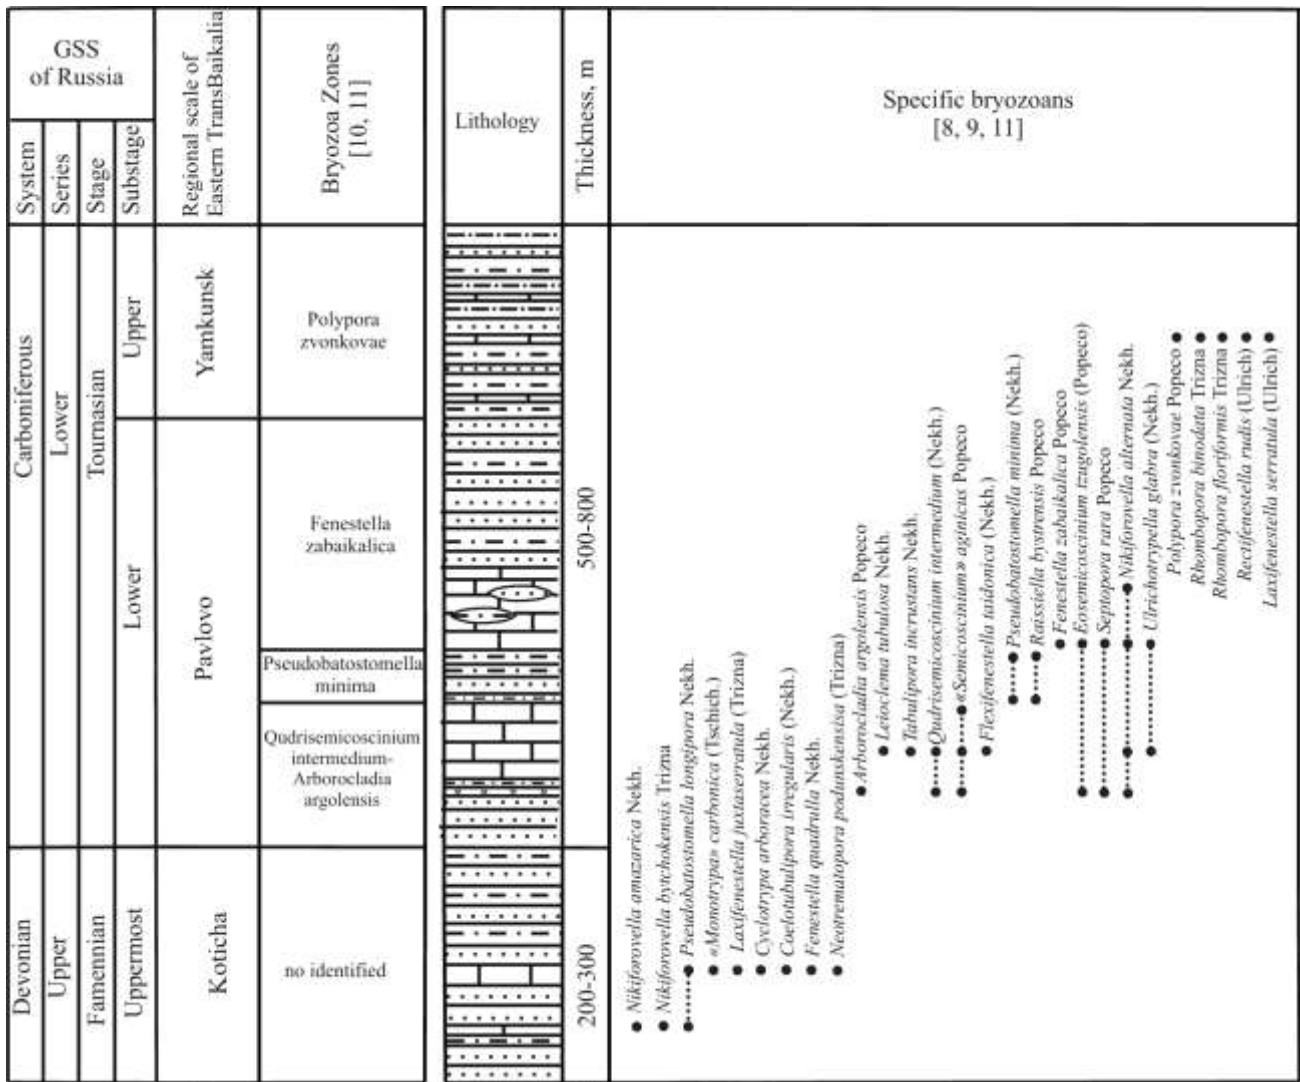 GSS
of Russia
System
Series
Stage
Substage
Regional scale of
Eastern TransBaikalia
Bryozoa Zones
[10, 11]
Lithology
Thickness, m
Specific bryozoans
[8, 9, 11]
Carboniferous
Lower
Tournasian
Upper
Yamkunsk
Polypora
zvonkovae
Lower
Pavlovo
Fenestella
zabaikalica
Pseudobatostomella
minima
Qudrisemicoscinium
intermedium-
Arborocladia
argolensis
500-800
Devonian
Upper
Famennian
Uppermost
Koticha
no identified
200-300
Nikiforovella amazarica Nekh.
Nikiforovella bytchokensis Trizna
Pseudobatostomella longipora Nekh.
«Monotrypa» carbonica (Tschich.)
Laxifenestella juxtaserratula (Trizna)
Cyclotrypa arboracea Nekh.
Coelotubulipora irregularis (Nekh.)
Fenestella quadrulla Nekh.
Neotrematopora podunskensisa (Trizna)
Arborocladia argolensis Popeco
Leioclema tubulosa Nekh.
Tabulipora incrustans Nekh.
Qudrisemicoscinium intermedium (Nekh.)
«Semicoscinium» aginicus Popeco
Flexifenestella taidonica (Nekh.)
Pseudobatostomella minima (Nekh.)
Raissiella bystrensis Popeco
Fenestella zabaikalica Popeco
Eosemicoscinium tzugolensis (Popeco)
Septopora rara Popeco
Nikiforovella alternata Nekh.
Ulrichotrypella glabra (Nekh.)
Polypora zvonkovae Popeco
Rhombopora binodata Trizna
Rhombopora floriformis Trizna
Rectifenestella rudis (Ulrich)
Laxifenestella serratula (Ulrich)